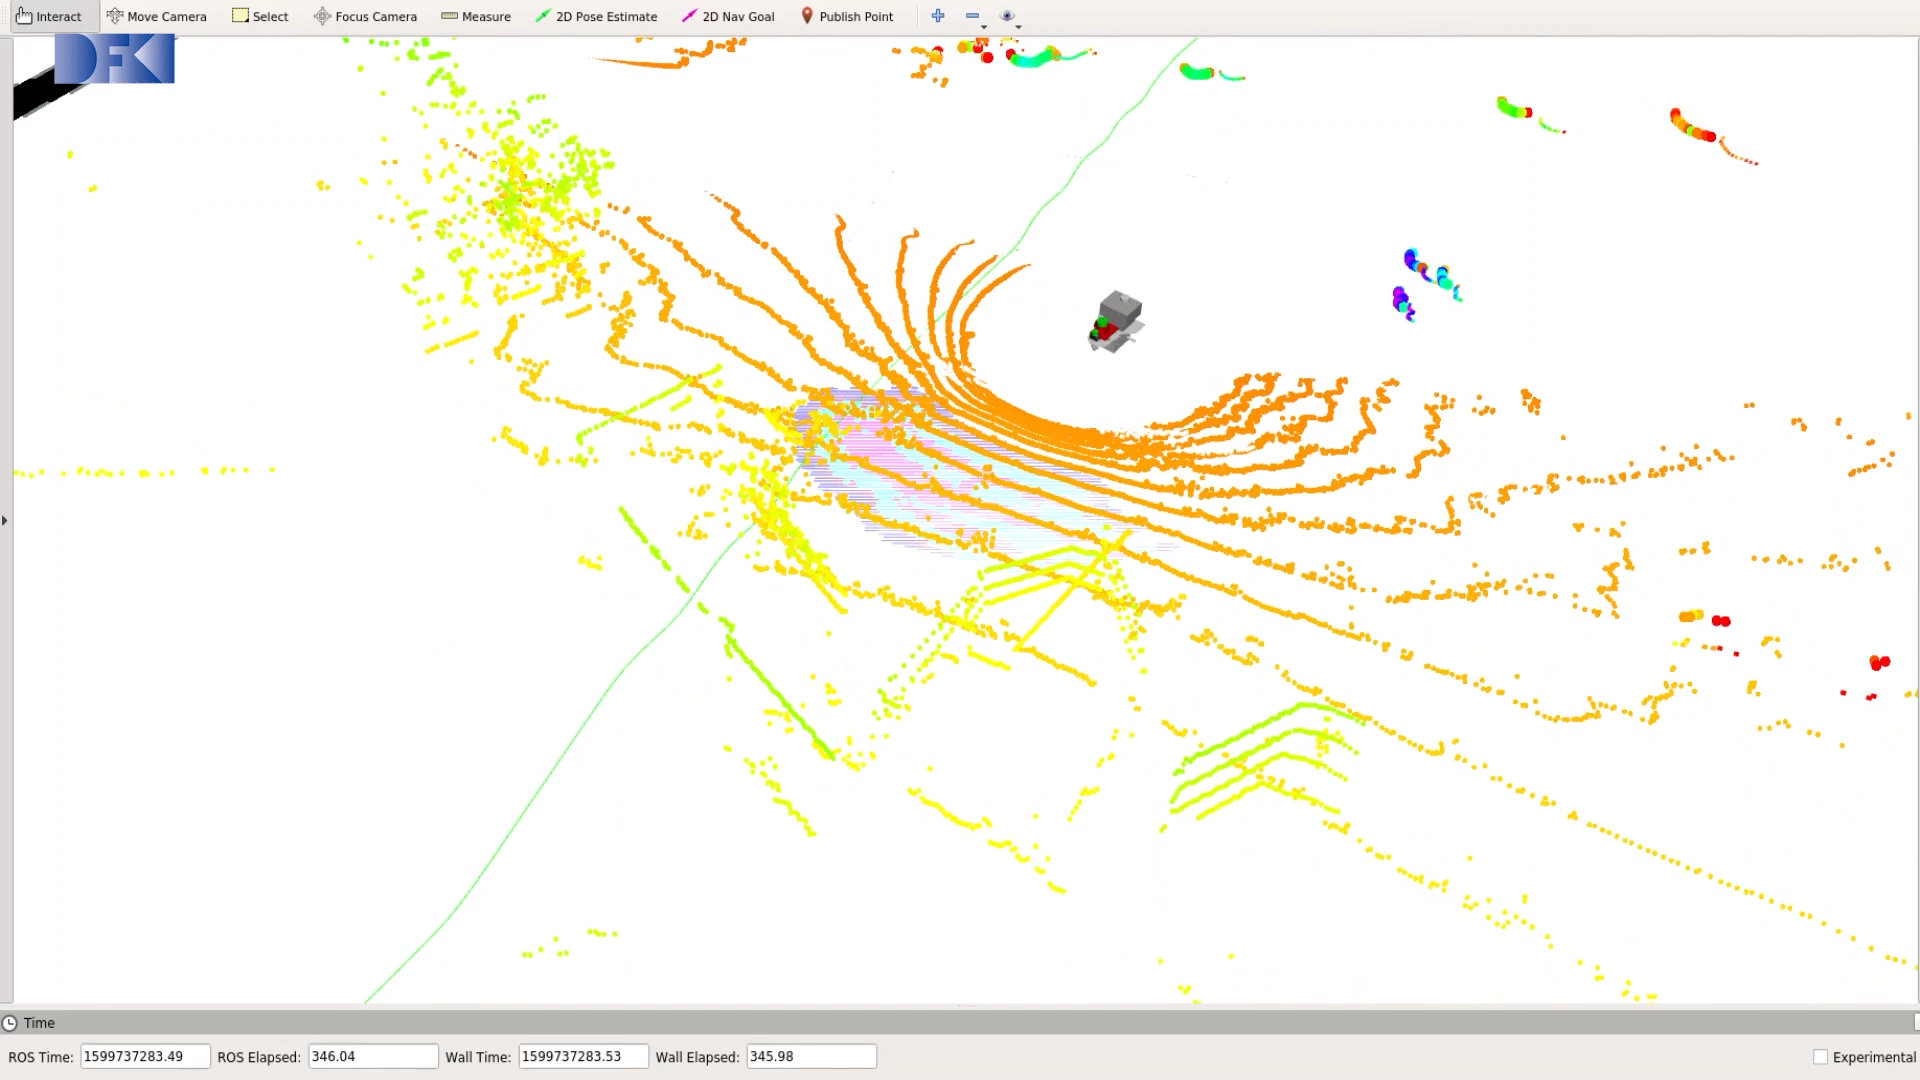 Interact Move Camera Select Focus Camera Measure 2D Pose Estimate 2D Nav Goal Publish Point
DFK
Time
ROS Time: 1599737283.49 ROS Elapsed: 346.04 Wall Time: 1599737283.53 Wall Elapsed: 345.98 Experimental